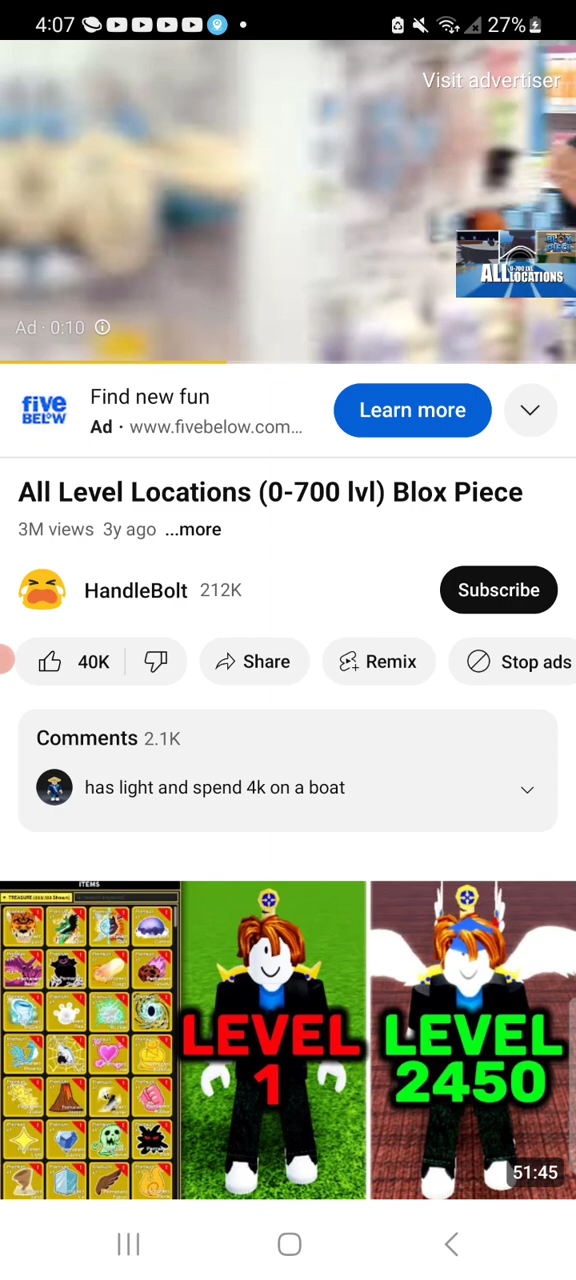 4:07
27%
Visit advertiser
ALL 0-700 LVL LOCATIONS
Ad · 0:10
five BELOW
Find new fun
Learn more
Ad · www.fivebelow.com...
All Level Locations (0-700 lvl) Blox Piece
3M views 3y ago ...more
HandleBolt 212K
Subscribe
40K
Share
Remix
Stop ads
Comments 2.1K
has light and spend 4k on a boat
ITEMS
LEVEL
1
LEVEL
2450
51:45